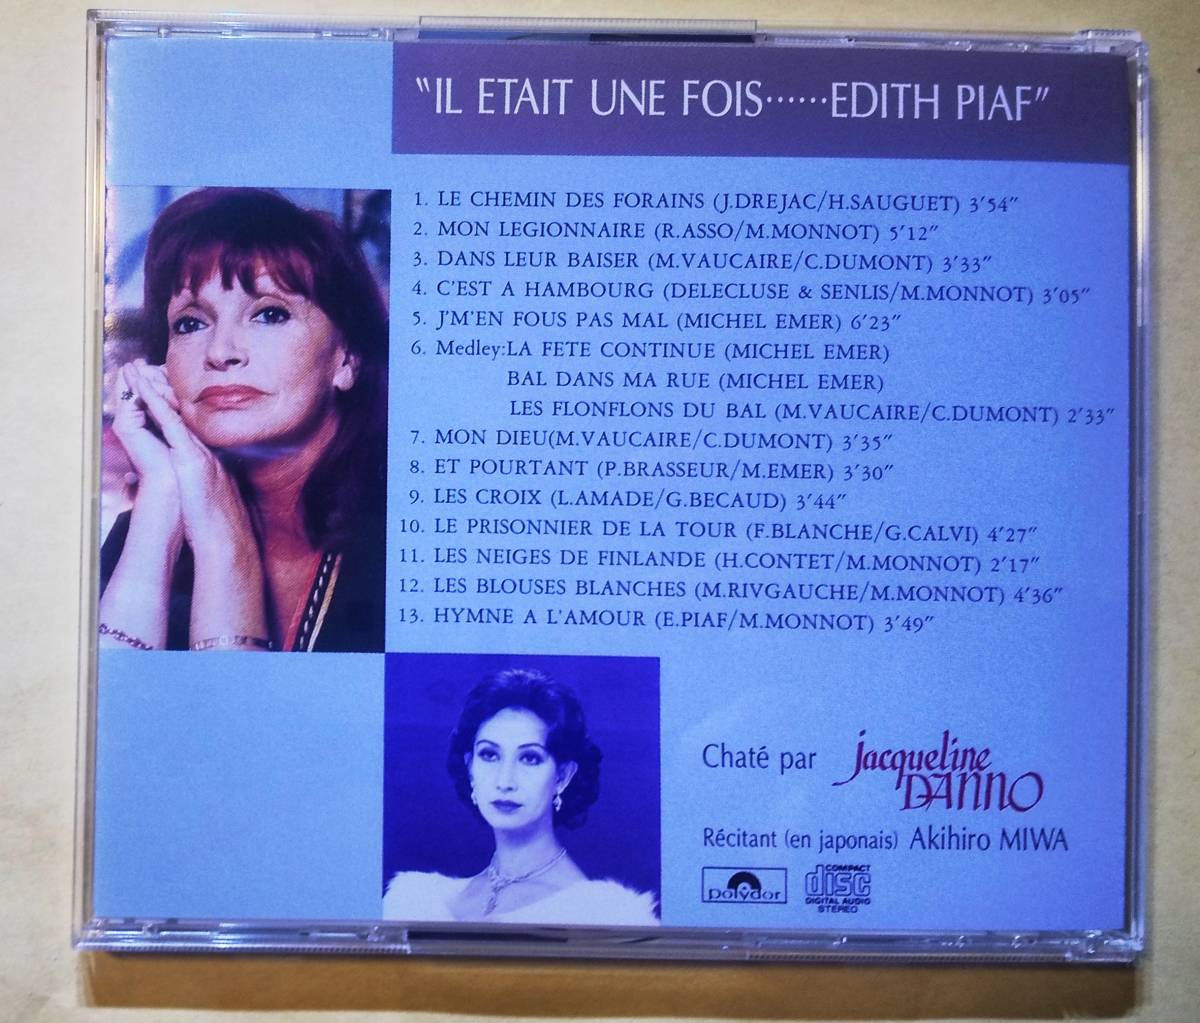 "IL ETAIT UNE FOIS······EDITH PIAF"
1. LE CHEMIN DES FORAINS (J.DREJAC/H.SAUGUET) 3'54"
2. MON LEGIONNAIRE (R.ASSO/M.MONNOT) 5'12"
3. DANS LEUR BAISER (M.VAUCAIRE/C.DUMONT) 3'33"
4. C'EST A HAMBOURG (DELECLUSE & SENLIS/M.MONNOT) 3'05"
5. J'M'EN FOUS PAS MAL (MICHEL EMER) 6'23"
6. Medley:LA FETE CONTINUE (MICHEL EMER)
BAL DANS MA RUE (MICHEL EMER)
LES FLONFLONS DU BAL (M.VAUCAIRE/C.DUMONT) 2'33"
7. MON DIEU(M.VAUCAIRE/C.DUMONT) 3'35"
8. ET POURTANT (P.BRASSEUR/M.EMER) 3'30"
9. LES CROIX (L.AMADE/G.BECAUD) 3'44"
10. LE PRISONNIER DE LA TOUR (F.BLANCHE/G.CALVI) 4'27"
11. LES NEIGES DE FINLANDE (H.CONTET/M.MONNOT) 2'17"
12. LES BLOUSES BLANCHES (M.RIVGAUCHE/M.MONNOT) 4'36"
13. HYMNE A L'AMOUR (E.PIAF/M.MONNOT) 3'49"
Chaté par jacqueline DANNO
Récitant (en japonais) Akihiro MIWA
polydor
COMPACT
disc
DIGITAL AUDIO
STEREO